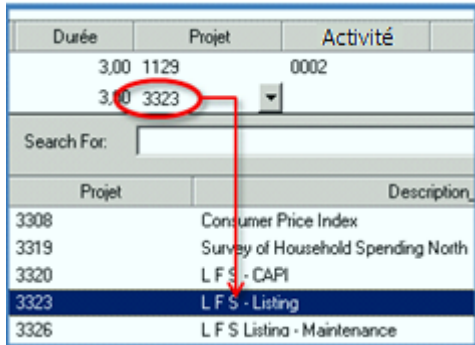 Durée Projet Activité
3,00 1129 0002
3,00 3323
Search For:
Projet Description_
3308 Consumer Price Index
3319 Survey of Household Spending North
3320 L F S - CAPI
3323 L F S - Listing
3326 L F S Listing - Maintenance